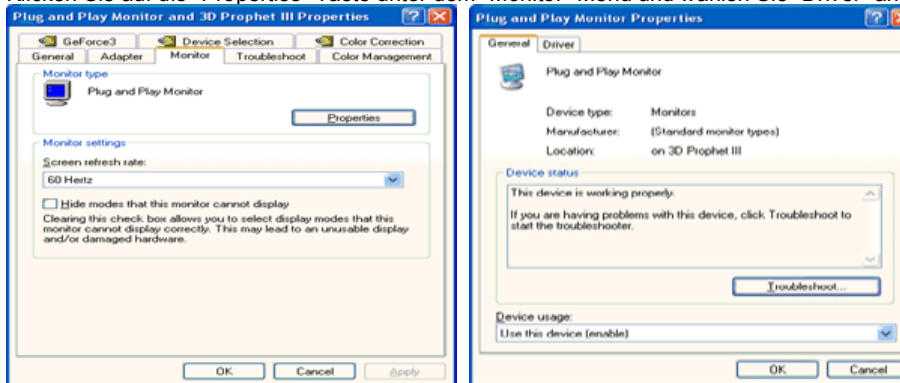 Klicken Sie auf die "Properties"-Taste unter dem "Monitor"-Menü und wählen Sie "Driver" an
Plug and Play Monitor and 3D Prophet III Properties
GeForce3
Device Selection
Color Correction
General
Adapter
Monitor
Troubleshoot
Color Management
Monitor type
Plug and Play Monitor
Properties
Monitor settings
Screen refresh rate:
60 Hertz
Hide modes that this monitor cannot display
Clearing this check box allows you to select display modes that this
monitor cannot display correctly. This may lead to an unusable display
and/or damaged hardware.
OK
Cancel
Apply
Plug and Play Monitor Properties
General
Driver
Plug and Play Monitor
Device type:
Monitors
Manufacturer:
(Standard monitor types)
Location:
on 3D Prophet III
Device status
This device is working properly.
If you are having problems with this device, click Troubleshoot to
start the troubleshooter.
Troubleshoot...
Device usage:
Use this device (enable)
OK
Cancel